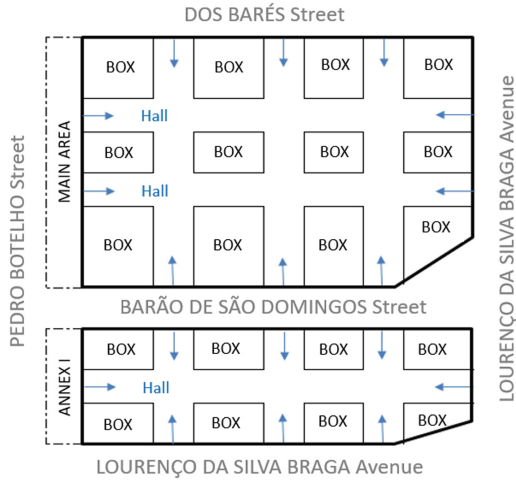 DOS BARÉS Street
BOX BOX BOX BOX
Hall
BOX BOX BOX BOX
Hall
BOX BOX BOX BOX
MAIN AREA
PEDRO BOTELHO Street
LOURENÇO DA SILVA BRAGA Avenue
BARÃO DE SÃO DOMINGOS Street
BOX BOX BOX BOX
Hall
BOX BOX BOX BOX
ANNEX I
LOURENÇO DA SILVA BRAGA Avenue